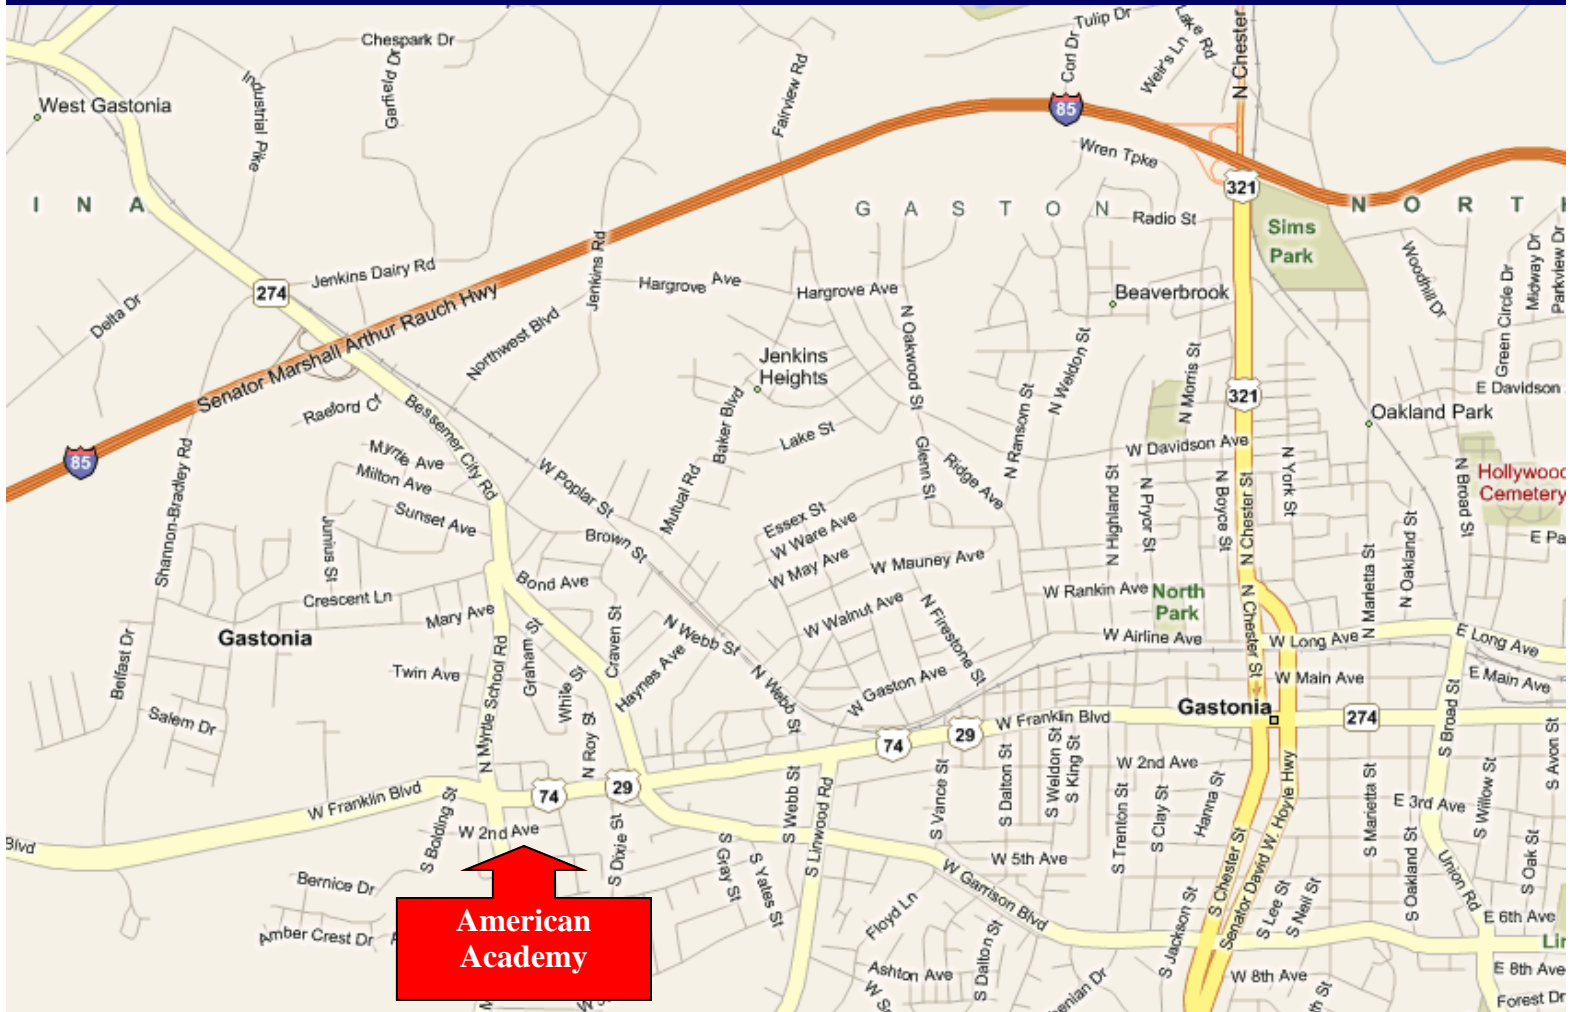 Tulip Dr
Lake Rd
Weir's Ln
Corl Dr
N Chester
Chespark Dr
Garfield Dr
Industrial Pike
Fairview Rd
West Gastonia
85
Wren Tpke
321
I N A
G A S T O N
N O R T H
Radio St
Sims
Park
Woodhill Dr
Green Circle Dr
Midway Dr
Parkview Dr
Jenkins Rd
Jenkins Dairy Rd
274
Delta Dr
Hargrove Ave
Hargrove Ave
Beaverbrook
Senator Marshall Arthur Rauch Hwy
Northwest Blvd
N Oakwood St
N Weldon St
Jenkins
Heights
N Morris St
321
E Davidson
Raeford Ct
Bessemer City Rd
Baker Blvd
Lake St
N Ransom St
Oakland Park
85
Shannon-Bradley Rd
Myrtle Ave
Milton Ave
Sunset Ave
W Poplar St
Mutual Rd
Glenn St
Ridge Ave
W Davidson Ave
N Highland St
N Pryor St
N Boyce St
N Chester St
N York St
N Broad St
Hollywood
Cemetery
Junius St
Brown St
Essex St
W Ware Ave
W May Ave
W Mauney Ave
N Marietta St
N Oakland St
E Pa
Bond Ave
Crescent Ln
Mary Ave
W Rankin Ave
North
Park
N Chester St
Gastonia
Belfast Dr
N Myrtle School Rd
Graham St
Craven St
N Webb St
W Walnut Ave
N Firestone St
W Airline Ave
W Long Ave
E Long Ave
Twin Ave
White St
Haynes Ave
N Webb St
W Gaston Ave
W Main Ave
E Main Ave
Salem Dr
N Roy St
W Franklin Blvd
Gastonia
274
S Broad St
S Avon St
74
29
W 2nd Ave
Senator David W. Hoyle Hwy
W Franklin Blvd
74
29
S Webb St
S Linwood Rd
S Vance St
S Dalton St
S Weldon St
S King St
S Trenton St
S Clay St
Hanna St
S Chester St
S Marietta St
E 3rd Ave
S Willow St
Blvd
S Bolding St
W 2nd Ave
S Dixie St
S Gray St
S Yates St
W 5th Ave
W Garrison Blvd
S Oakland St
Union Rd
S Oak St
Bernice Dr
Floyd Ln
S Jackson St
S Lee St
S Neil St
E 6th Ave
American
Academy
Amber Crest Dr
Ashton Ave
S Dalton St
W 8th Ave
Lin
E 8th Ave
Forest Dr